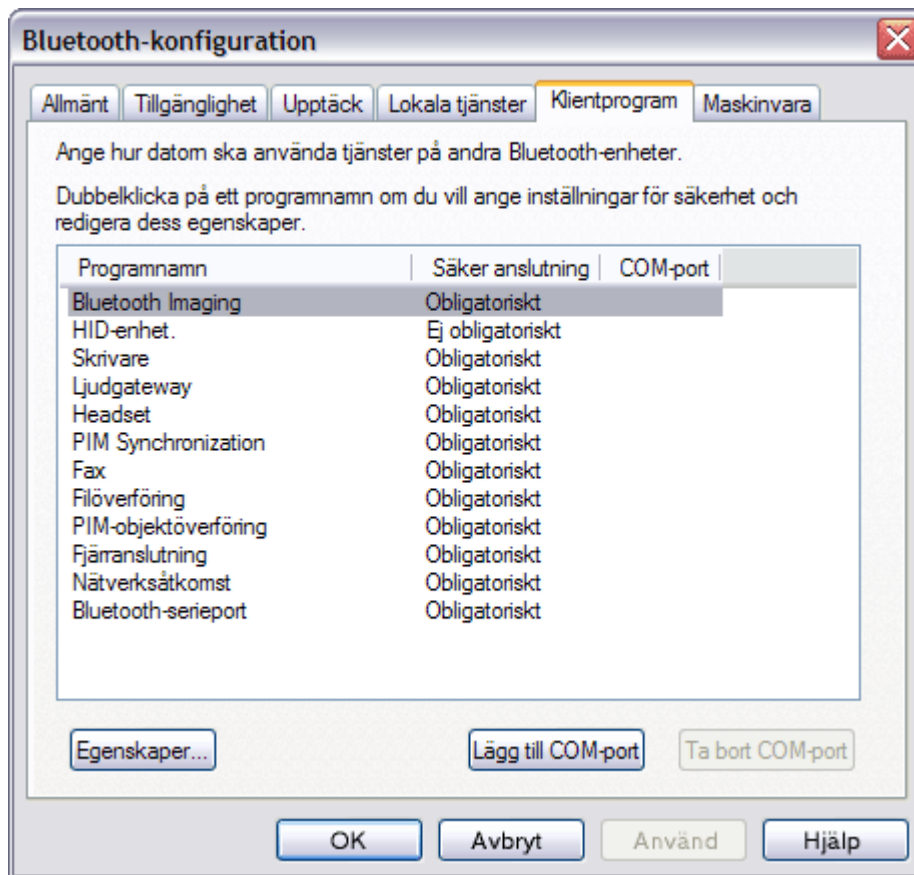 Bluetooth-konfiguration
Allmänt Tillgänglighet Upptäck Lokala tjänster Klientprogram Maskinvara
Ange hur datorn ska använda tjänster på andra Bluetooth-enheter.
Dubbelklicka på ett programnamn om du vill ange inställningar för säkerhet och
redigera dess egenskaper.
Programnamn Säker anslutning COM-port
Bluetooth Imaging Obligatoriskt
HID-enhet. Ej obligatoriskt
Skrivare Obligatoriskt
Ljudgateway Obligatoriskt
Headset Obligatoriskt
PIM Synchronization Obligatoriskt
Fax Obligatoriskt
Filöverföring Obligatoriskt
PIM-objektöverföring Obligatoriskt
Fjärranslutning Obligatoriskt
Nätverksåtkomst Obligatoriskt
Bluetooth-serieport Obligatoriskt
Egenskaper... Lägg till COM-port Ta bort COM-port
OK Avbryt Använd Hjälp